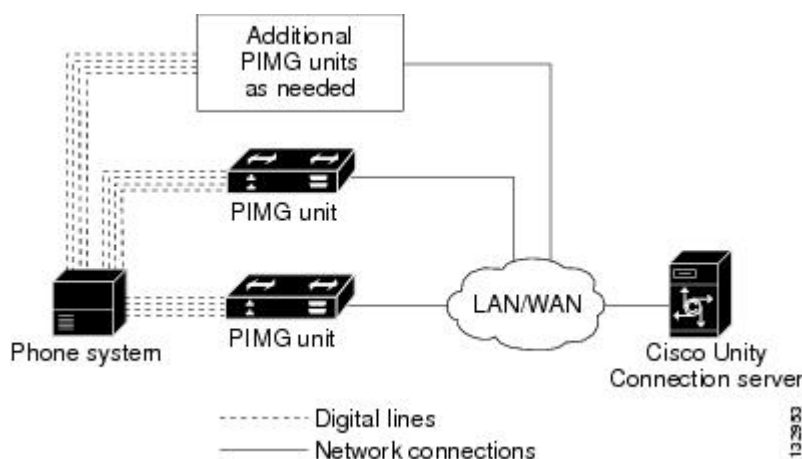 Additional
PIMG units
as needed
PIMG unit
PIMG unit
LAN/WAN
Phone system
Cisco Unity
Connection server
Digital lines
Network connections
132953